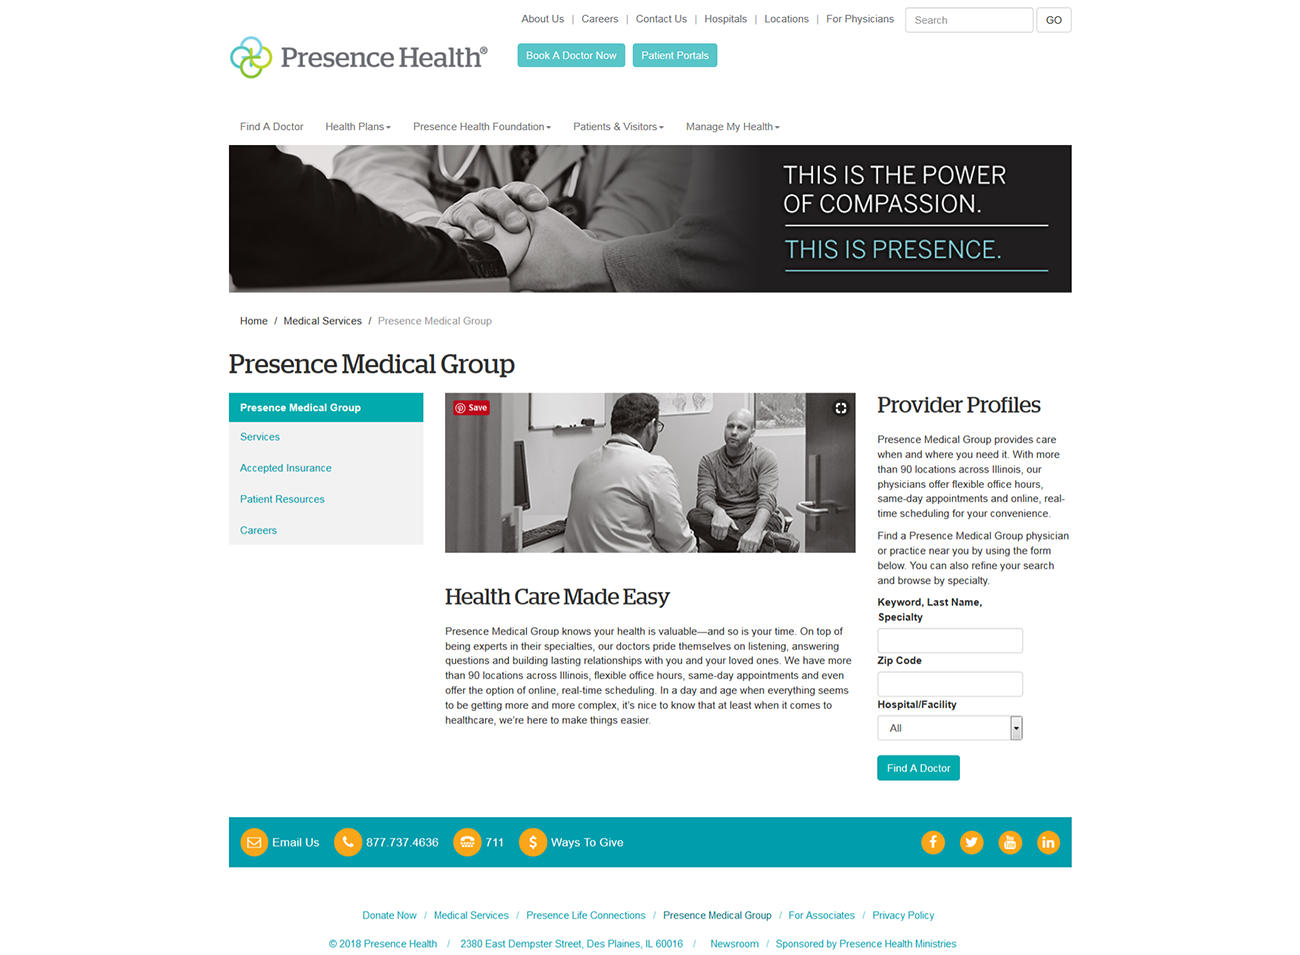 About Us | Careers | Contact Us | Hospitals | Locations | For Physicians
Search
GO
Presence Health®
Book A Doctor Now
Patient Portals
Find A Doctor
Health Plans
Presence Health Foundation
Patients & Visitors
Manage My Health
THIS IS THE POWER
OF COMPASSION.
THIS IS PRESENCE.
Home / Medical Services / Presence Medical Group
Presence Medical Group
Presence Medical Group
Services
Accepted Insurance
Patient Resources
Careers
Save
Health Care Made Easy
Presence Medical Group knows your health is valuable—and so is your time. On top of
being experts in their specialties, our doctors pride themselves on listening, answering
questions and building lasting relationships with you and your loved ones. We have more
than 90 locations across Illinois, flexible office hours, same-day appointments and even
offer the option of online, real-time scheduling. In a day and age when everything seems
to be getting more and more complex, it's nice to know that at least when it comes to
healthcare, we're here to make things easier.
Provider Profiles
Presence Medical Group provides care
when and where you need it. With more
than 90 locations across Illinois, our
physicians offer flexible office hours,
same-day appointments and online, real-
time scheduling for your convenience.
Find a Presence Medical Group physician
or practice near you by using the form
below. You can also refine your search
and browse by specialty.
Keyword, Last Name,
Specialty
Zip Code
Hospital/Facility
All
Find A Doctor
Email Us
877.737.4636
711
$ Ways To Give
You Tube
in
Donate Now / Medical Services / Presence Life Connections / Presence Medical Group / For Associates / Privacy Policy
© 2018 Presence Health / 2380 East Dempster Street, Des Plaines, IL 60016 / Newsroom / Sponsored by Presence Health Ministries